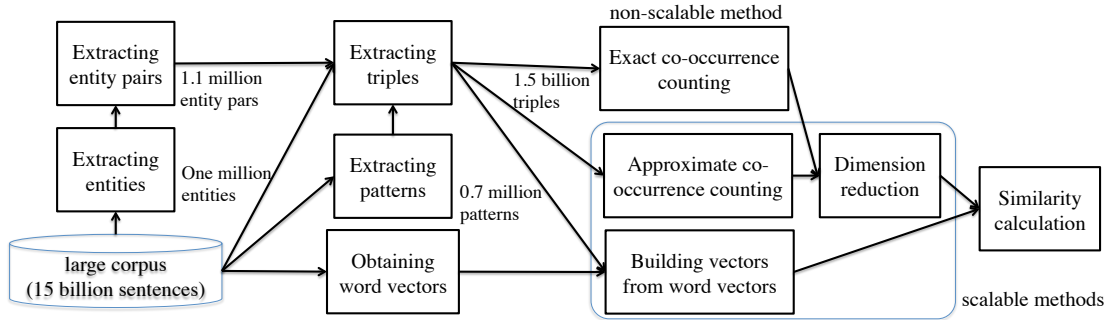 non-scalable method
Extracting
entity pairs
1.1 million
entity pars
Extracting
triples
1.5 billion
triples
Exact co-occurrence
counting
Extracting
entities
One million
entities
Extracting
patterns
0.7 million
patterns
Approximate co-
occurrence counting
Dimension
reduction
Similarity
calculation
large corpus
(15 billion sentences)
Obtaining
word vectors
Building vectors
from word vectors
scalable methods